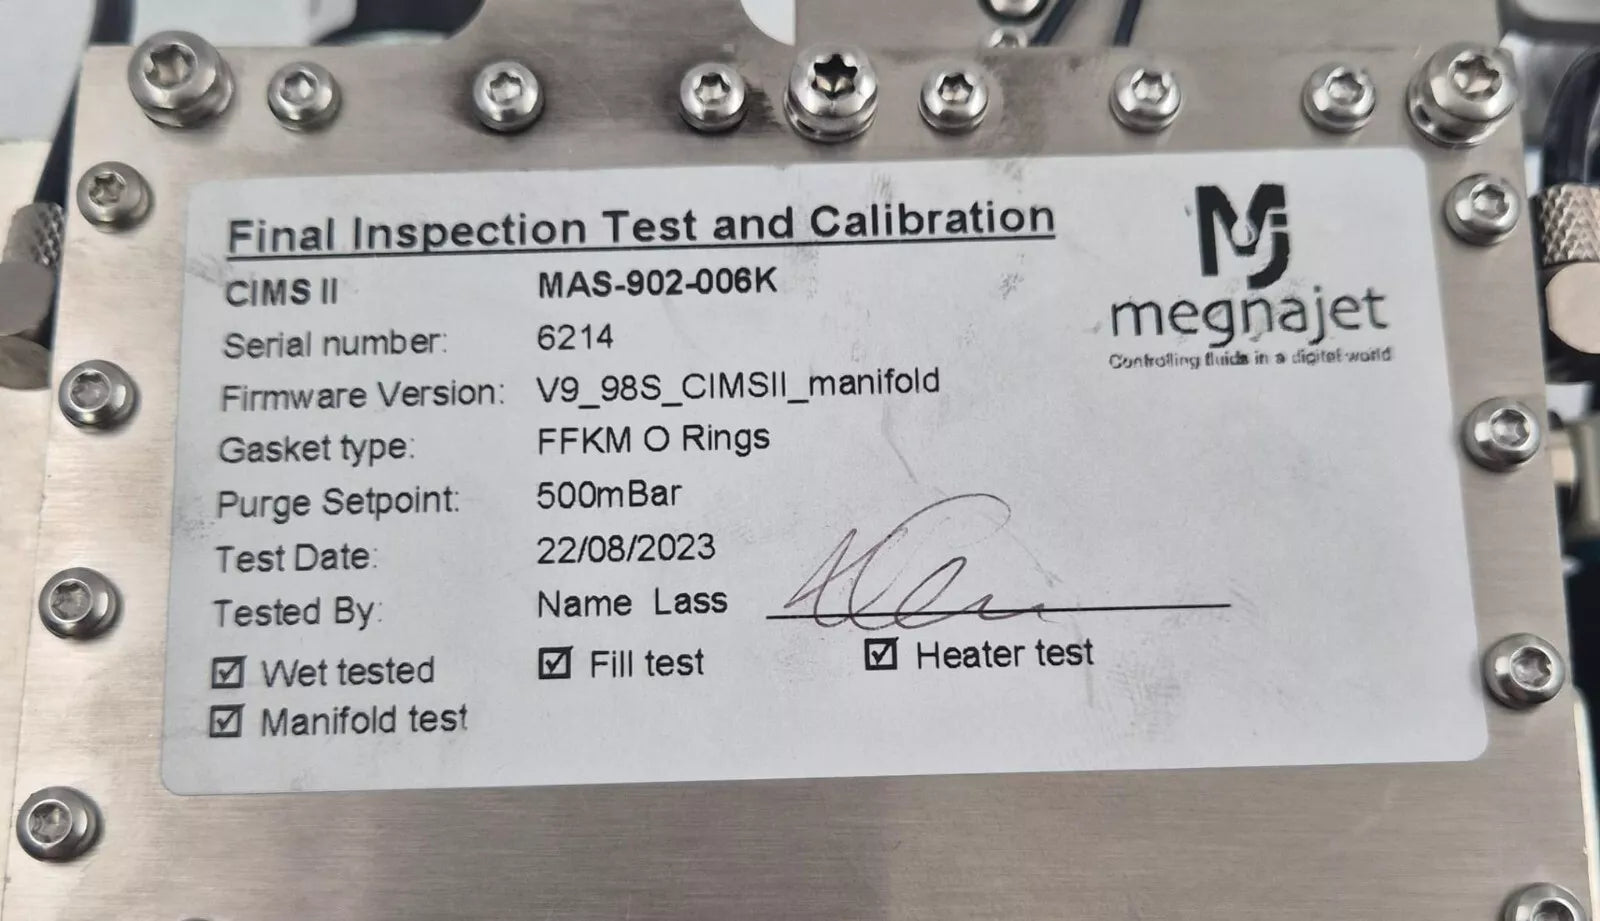 Final Inspection Test and Calibration
CIMS II MAS-902-006K
Serial number: 6214
Firmware Version: V9_98S_CIMSII_manifold
Gasket type: FFKM O Rings
Purge Setpoint: 500mBar
Test Date: 22/08/2023
Tested By: Name Lass
☑ Wet tested ☑ Fill test ☑ Heater test
☑ Manifold test
Mj
megnajet
Controlling fluids in a digital world